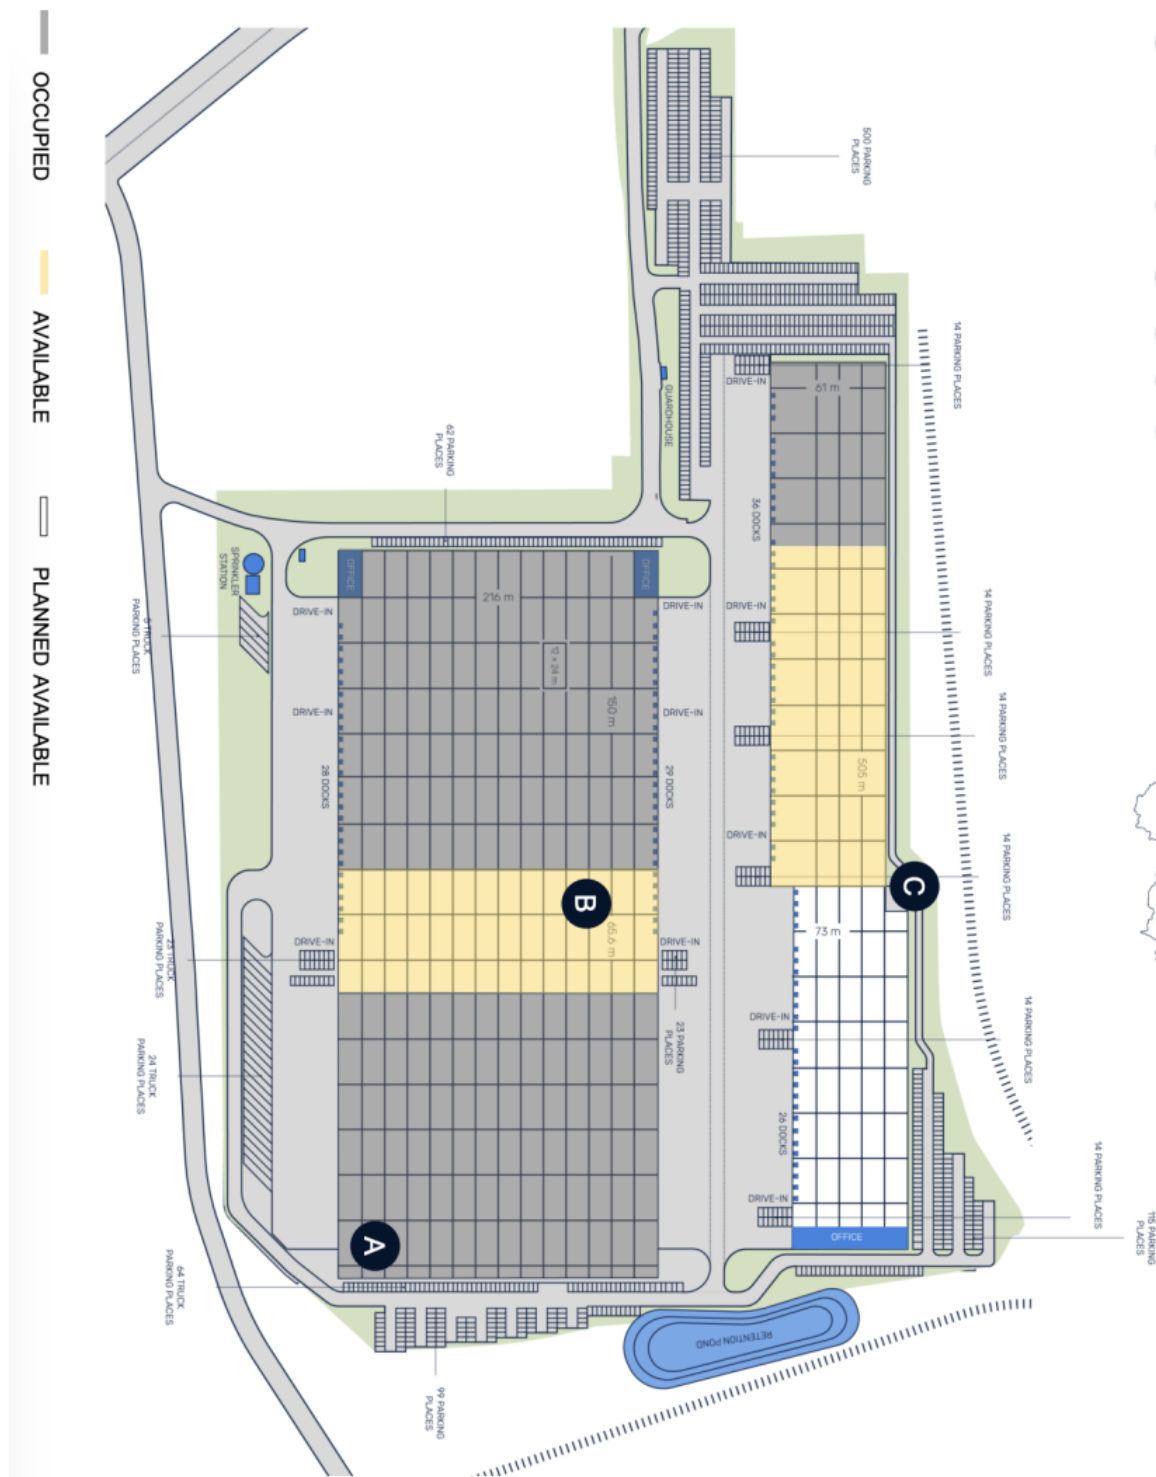 OCCUPIED
AVAILABLE
PLANNED AVAILABLE
500 PARKING
PLACES
14 PARKING PLACES
DRIVE-IN
61 m
GUARDHOUSE
62 PARKING
PLACES
36 DOCKS
SPRINKLER
STATION
OFFICE
OFFICE
216 m
DRIVE-IN
DRIVE-IN
DRIVE-IN
14 PARKING PLACES
5 TRUCK
PARKING PLACES
12 x 24 m
150 m
DRIVE-IN
DRIVE-IN
14 PARKING PLACES
28 DOCKS
29 DOCKS
505 m
DRIVE-IN
14 PARKING PLACES
C
B
65.6 m
73 m
DRIVE-IN
DRIVE-IN
23 TRUCK
PARKING PLACES
23 PARKING
PLACES
DRIVE-IN
14 PARKING PLACES
24 TRUCK
PARKING PLACES
26 DOCKS
DRIVE-IN
14 PARKING PLACES
OFFICE
115 PARKING
PLACES
A
64 TRUCK
PARKING PLACES
RETENTION POND
99 PARKING
PLACES